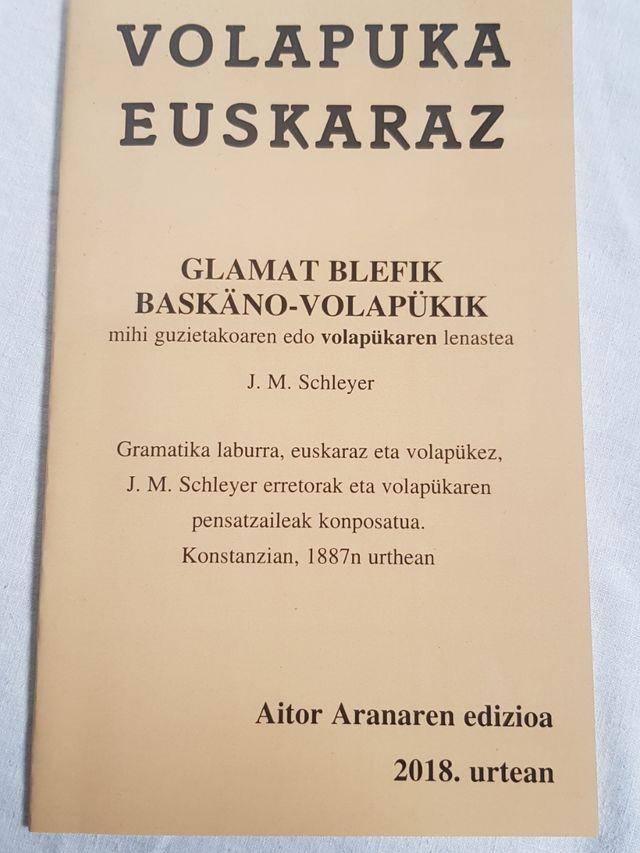 VOLAPUKA
EUSKARAZ
GLAMAT BLEFIK
BASKÄNO-VOLAPÜKIK
mihi guzietakoaren edo volapükaren lenastea
J. M. Schleyer
Gramatika laburra, euskaraz eta volapükez,
J. M. Schleyer erretorak eta volapükaren
pensatzaileak konposatua.
Konstanzian, 1887n urthean
Aitor Aranaren edizioa
2018. urtean